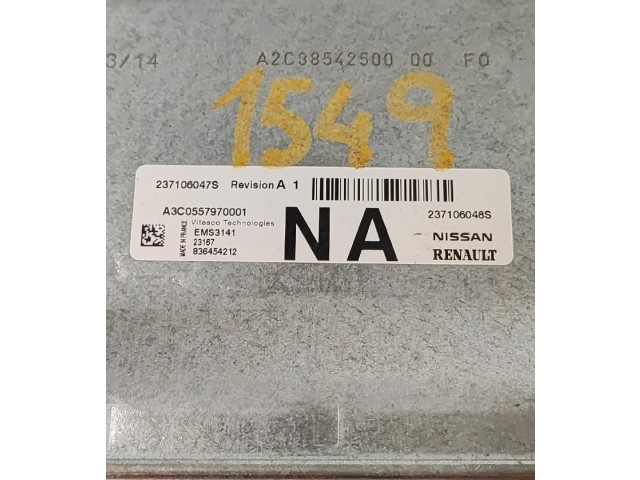 3/14 A2C38542500 00 F0
1549
237106047S Revision A 1
A3C0557970001 237106048S
Vitesco Technologies
MADE IN FRANCE
EMS3141
23167
836454212
NA
NISSAN
RENAULT